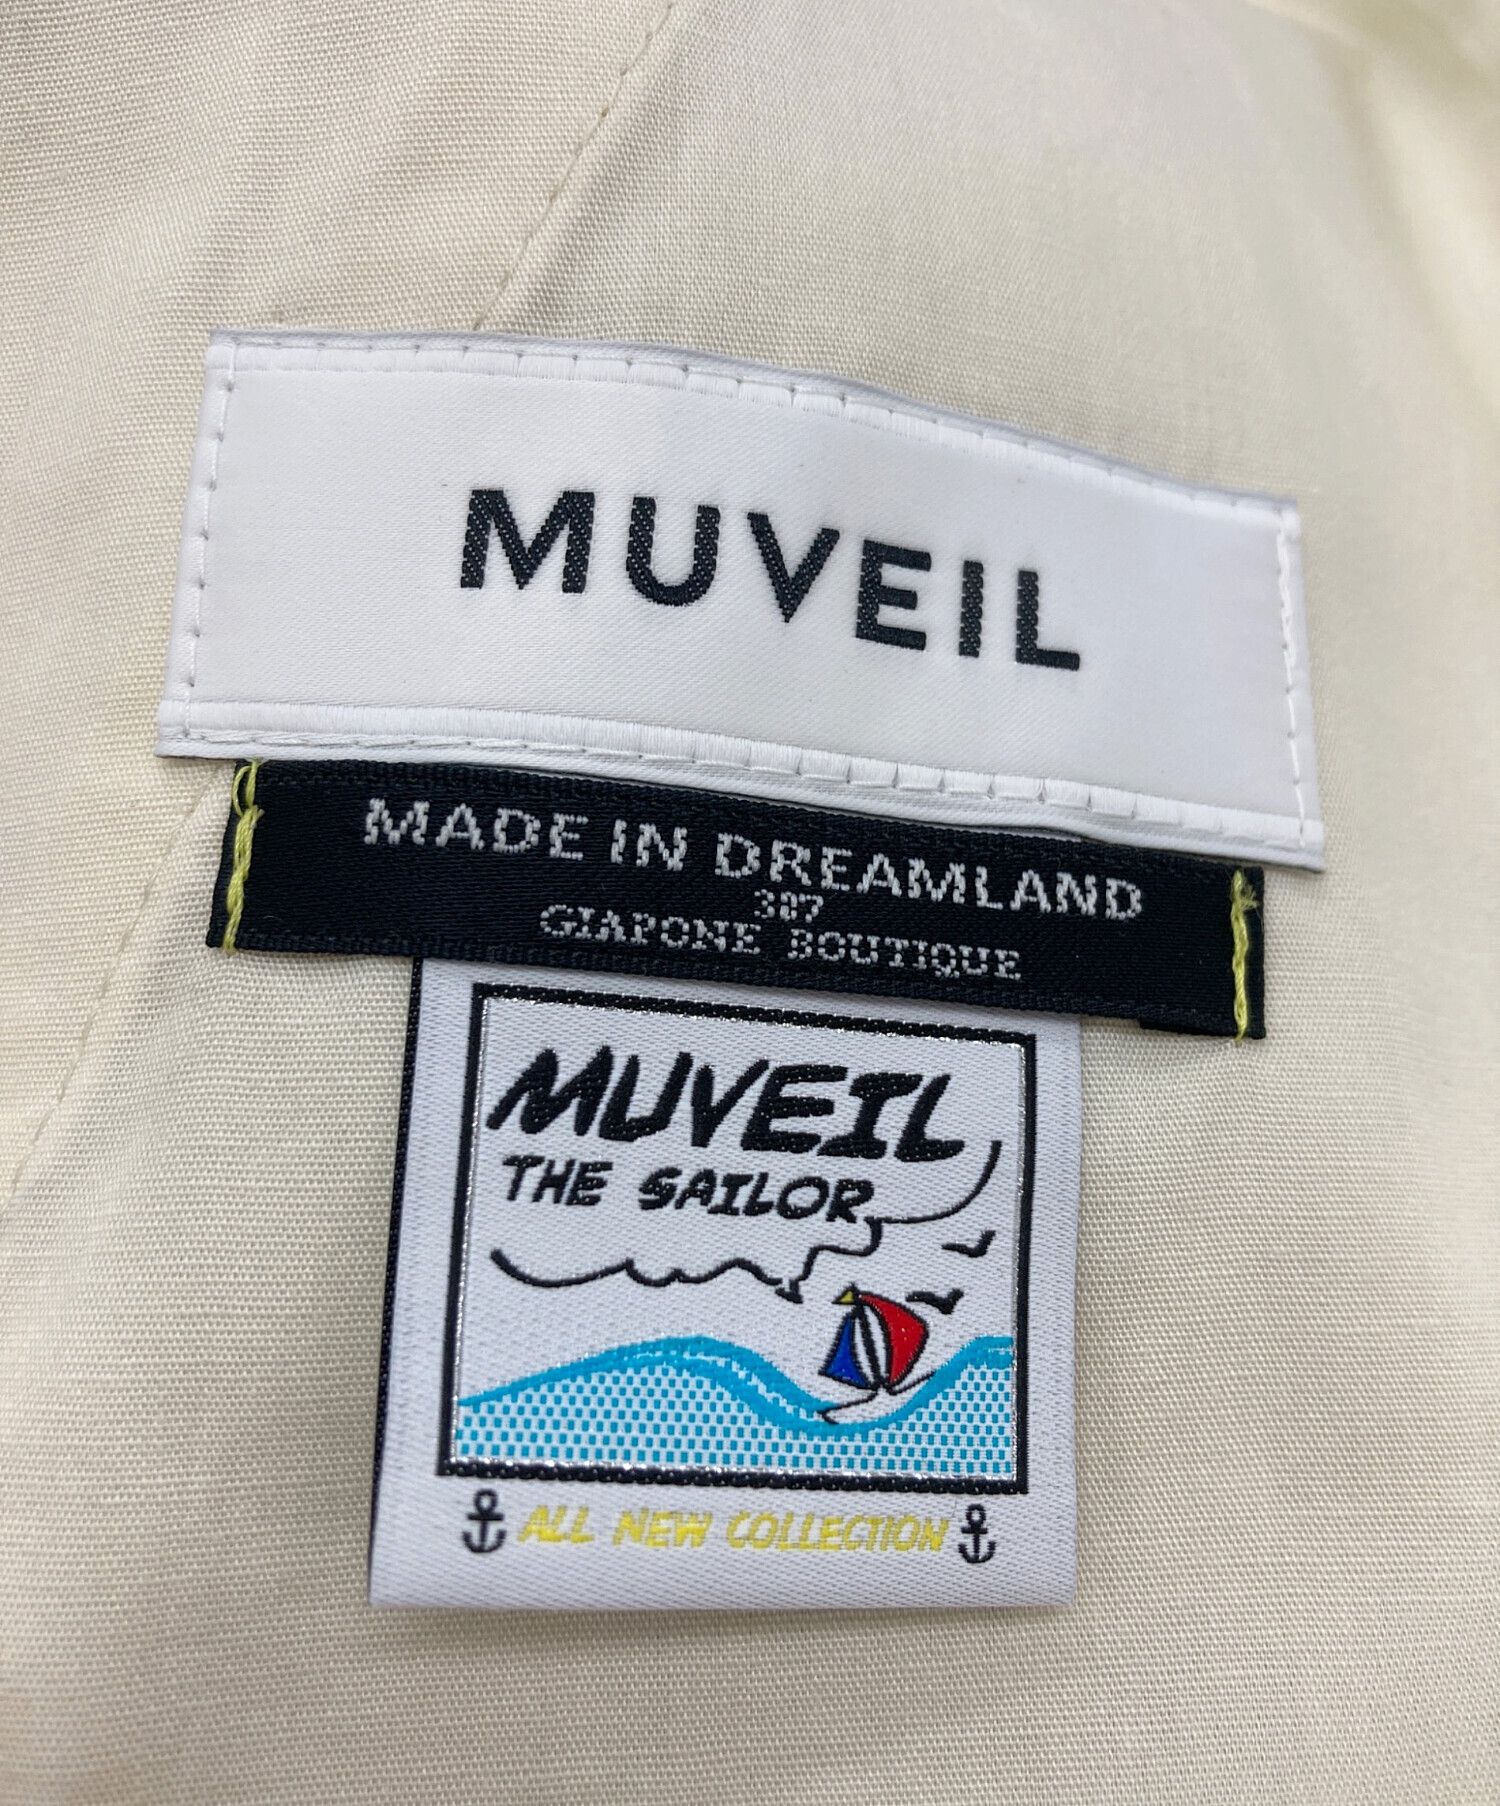 MUVEIL
MADE IN DREAMLAND
387
GIAPONE BOUTIQUE
MUVEIL
THE SAILOR
ALL NEW COLLECTION